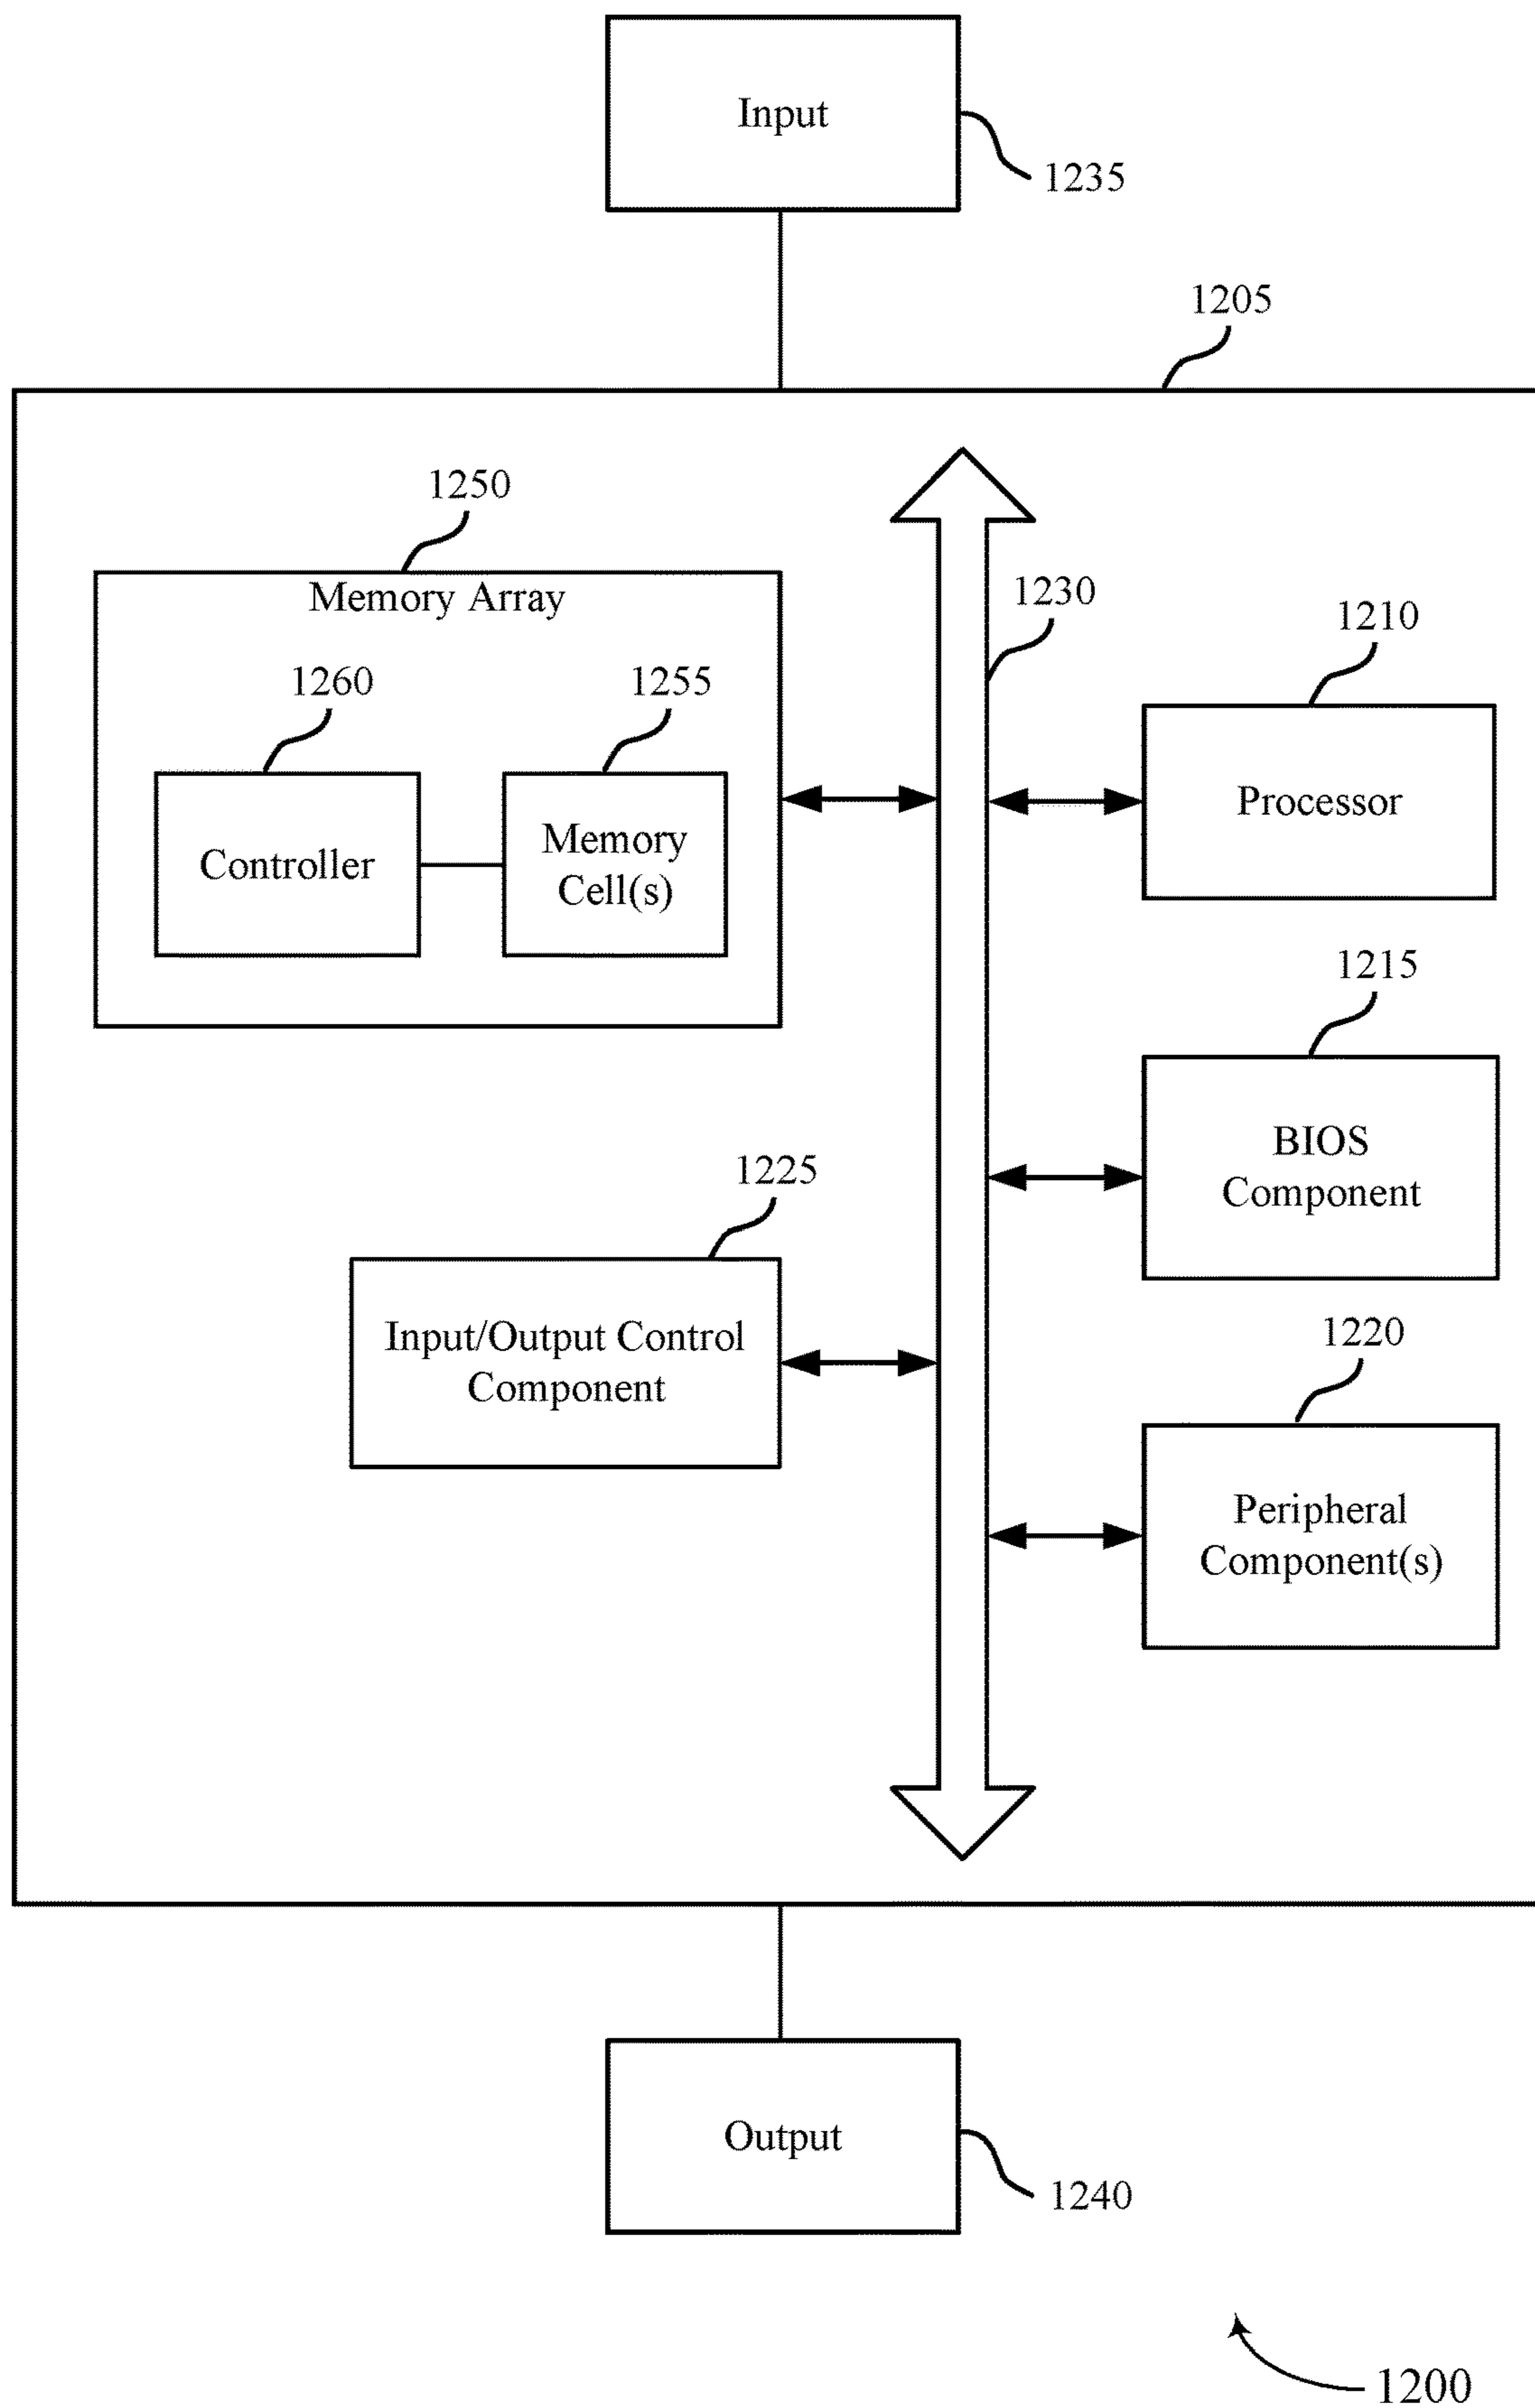 Input
1235
1205
1250
Memory Array
1230
1210
1260
1255
Controller
Memory
Cell(s)
Processor
1215
BIOS
Component
1225
Input/Output Control
Component
1220
Peripheral
Component(s)
Output
1240
1200